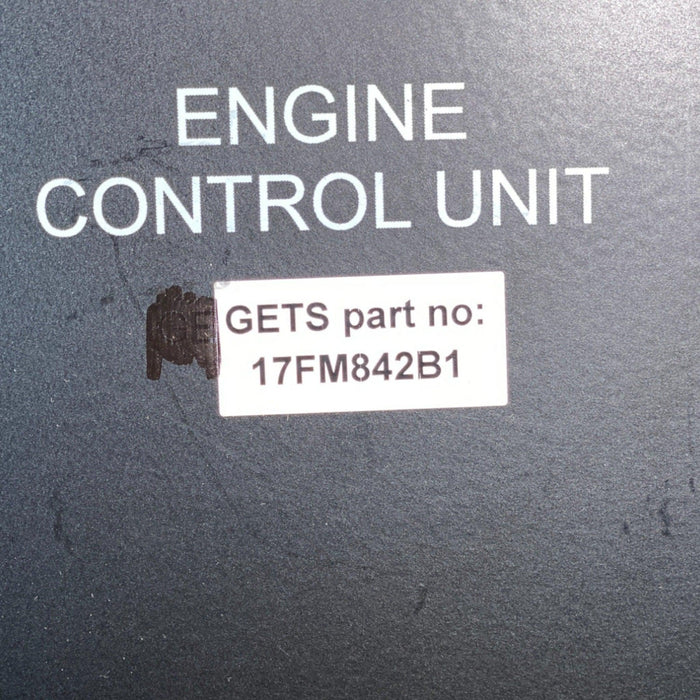 ENGINE
CONTROL UNIT
GETS part no:
17FM842B1